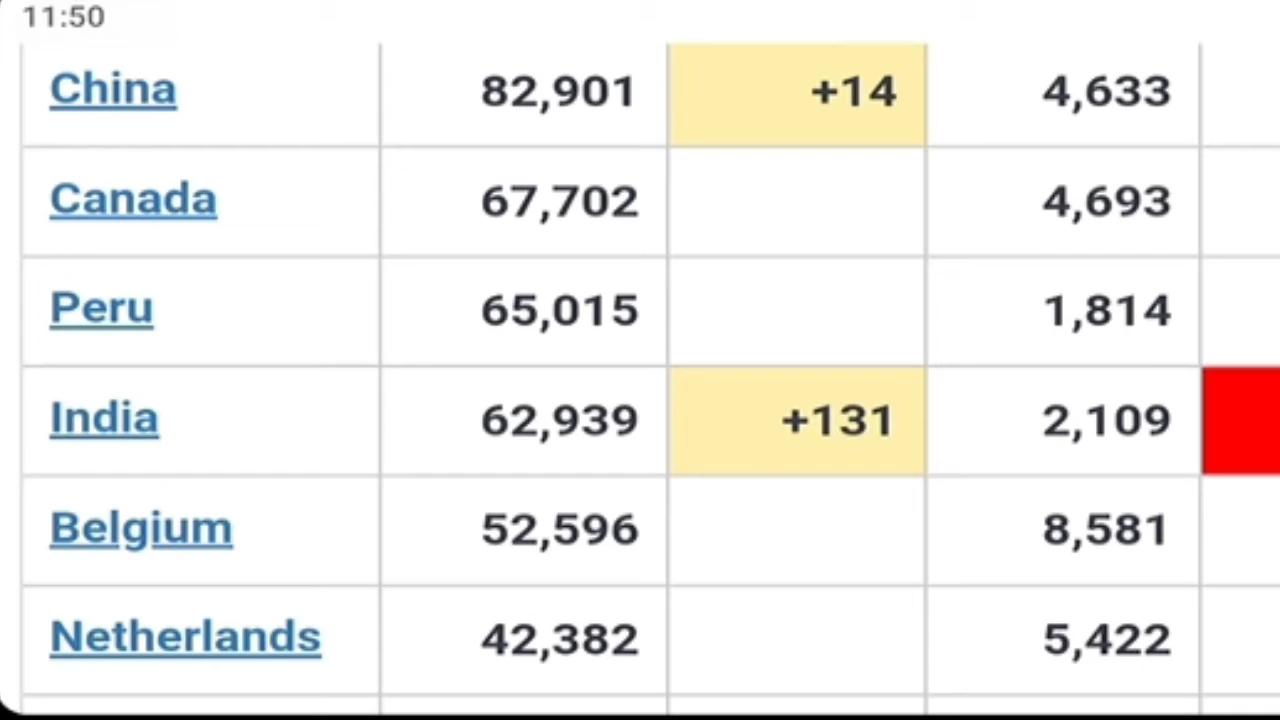 11:50
China 82,901 +14 4,633
Canada 67,702 4,693
Peru 65,015 1,814
India 62,939 +131 2,109
Belgium 52,596 8,581
Netherlands 42,382 5,422